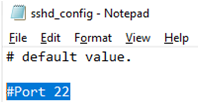 sshd_config - Notepad
File Edit Format View Help
# default value.
#Port 22